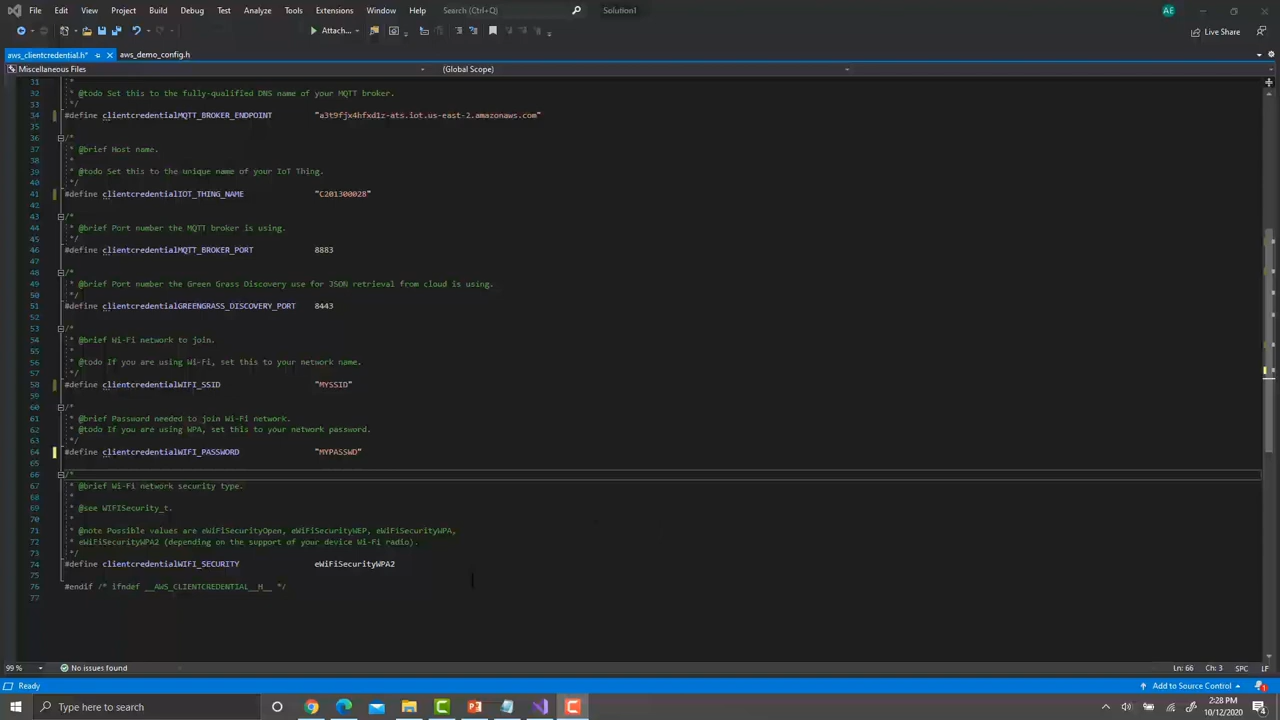 File Edit View Project Debug Test Analyze Tools Extensions Window Help Search (Ctrl+Q) Solution1 AE
Attach... Live Share
aws_clientcredential.h* aws_demo_config.h
Miscellaneous Files (Global Scope)
31 *
32 * @todo Set this to the fully-qualified DNS name of your MQTT broker.
33 */
34 #define clientcredentialMQTT_BROKER_ENDPOINT "a3t9fjx4hfxd1z-ats.iot.us-east-2.amazonaws.com"
35
36 /*
37 * @brief Host name.
38 *
39 * @todo Set this to the unique name of your IoT Thing.
40 */
41 #define clientcredentialIOT_THING_NAME "C201300028"
42
43 /*
44 * @brief Port number the MQTT broker is using.
45 */
46 #define clientcredentialMQTT_BROKER_PORT 8883
47
48 /*
49 * @brief Port number the Green Grass Discovery use for JSON retrieval from cloud is using.
50 */
51 #define clientcredentialGREENGRASS_DISCOVERY_PORT 8443
52
53 /*
54 * @brief Wi-Fi network to join.
55 *
56 * @todo If you are using Wi-Fi, set this to your network name.
57 */
58 #define clientcredentialWIFI_SSID "MYSSID"
59
60 /*
61 * @brief Password needed to join Wi-Fi network.
62 * @todo If you are using WPA, set this to your network password.
63 */
64 #define clientcredentialWIFI_PASSWORD "MYPASSWD"
65
66 /*
67 * @brief Wi-Fi network security type.
68 *
69 * @see WIFISecurity_t.
70 *
71 * @note Possible values are eWiFiSecurityOpen, eWiFiSecurityWEP, eWiFiSecurityWPA,
72 * eWiFiSecurityWPA2 (depending on the support of your device Wi-Fi radio).
73 */
74 #define clientcredentialWIFI_SECURITY eWiFiSecurityWPA2
75
76 #endif /* ifndef __AWS_CLIENTCREDENTIAL__H__ */
77
99 % No issues found Ln: 66 Ch: 3 SPC LF
Ready Add to Source Control 1
Type here to search 2:28 PM
10/12/2020 4